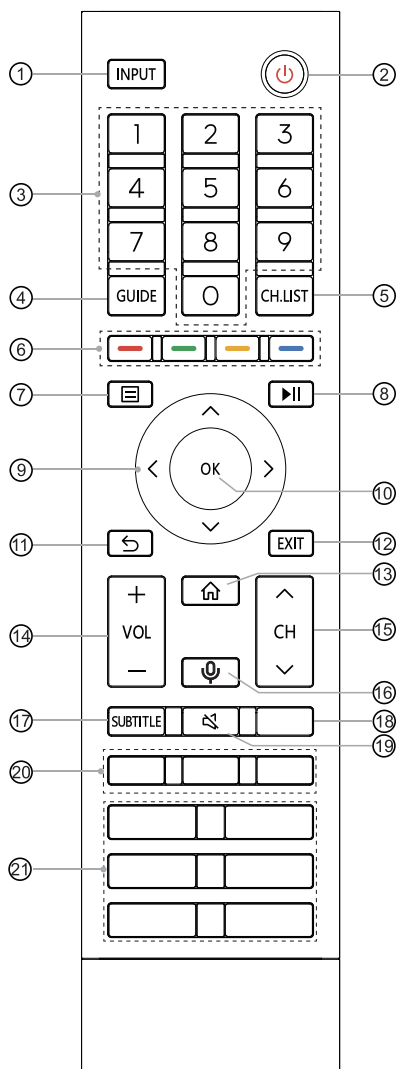 ① INPUT ②
1 2 3
③ 4 5 6
7 8 9
④ GUIDE 0 CH.LIST ⑤
⑥
⑦ ⑧
⑨ OK ⑩
⑪ EXIT ⑫
⑬
+
⑭ VOL CH ⑮
—
⑯
⑰ SUBTITLE ⑱
⑲
⑳
㉑